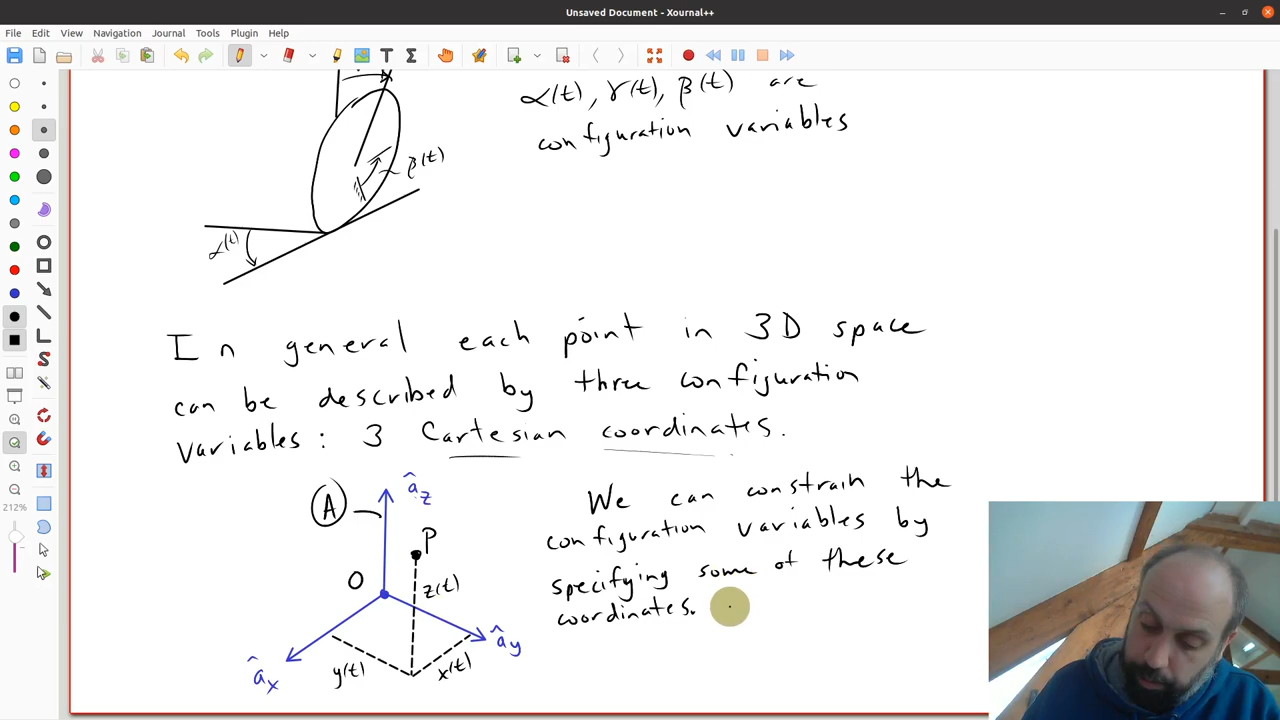 Unsaved Document - Xournal++
File Edit View Navigation Journal Tools Plugin Help
α(t), γ(t), β(t) are
configuration variables
β(t)
α(t)
In general each point in 3D space
can be described by three configuration
variables: 3 Cartesian coordinates.
A
â_z
P
O
z(t)
â_x
y(t)
x(t)
â_y
We can constrain the
configuration variables by
specifying some of these
coordinates.
212%